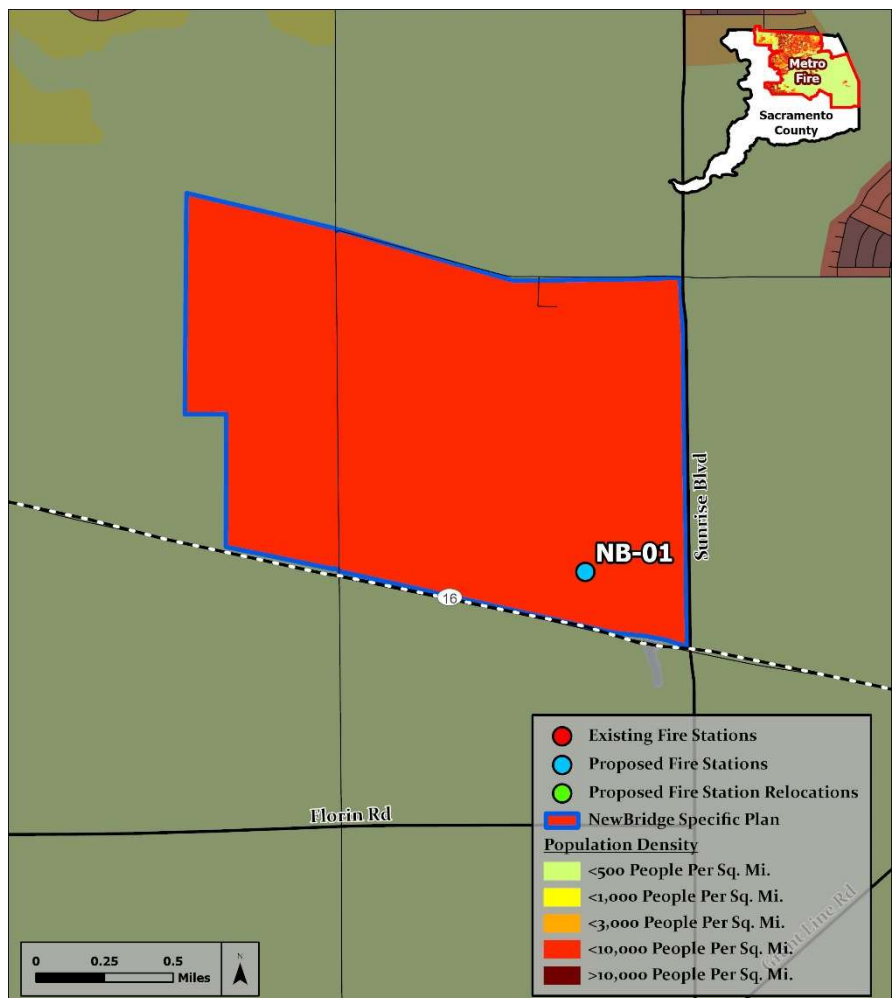 Metro
Fire
Sacramento
County
Sunrise Blvd
NB-01
16
Florin Rd
Grant Line Rd
Existing Fire Stations
Proposed Fire Stations
Proposed Fire Station Relocations
NewBridge Specific Plan
Population Density
<500 People Per Sq. Mi.
<1,000 People Per Sq. Mi.
<3,000 People Per Sq. Mi.
<10,000 People Per Sq. Mi.
>10,000 People Per Sq. Mi.
0 0.25 0.5
Miles
N